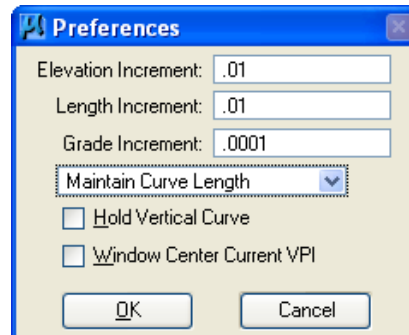 Preferences
Elevation Increment: .01
Length Increment: .01
Grade Increment: .0001
Maintain Curve Length
Hold Vertical Curve
Window Center Current VPI
OK Cancel